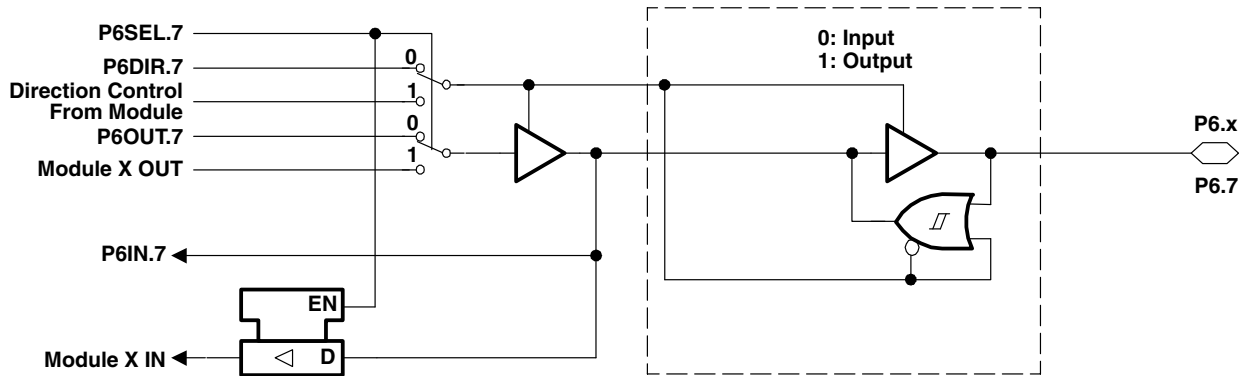 P6SEL.7
P6DIR.7
0
Direction Control
From Module
1
P6OUT.7
0
Module X OUT
1
0: Input
1: Output
P6.x
P6.7
P6IN.7
EN
Module X IN
D